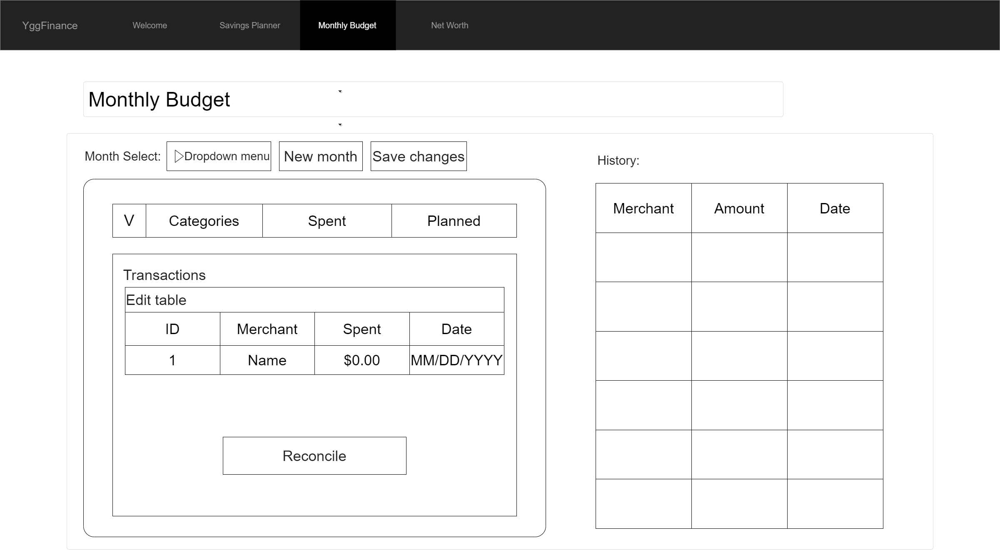 YggFinance Welcome Savings Planner Monthly Budget Net Worth
Monthly Budget
Month Select: Dropdown menu New month Save changes
V Categories Spent Planned
Transactions
Edit table
ID Merchant Spent Date
1 Name $0.00 MM/DD/YYYY
Reconcile
History:
Merchant Amount Date